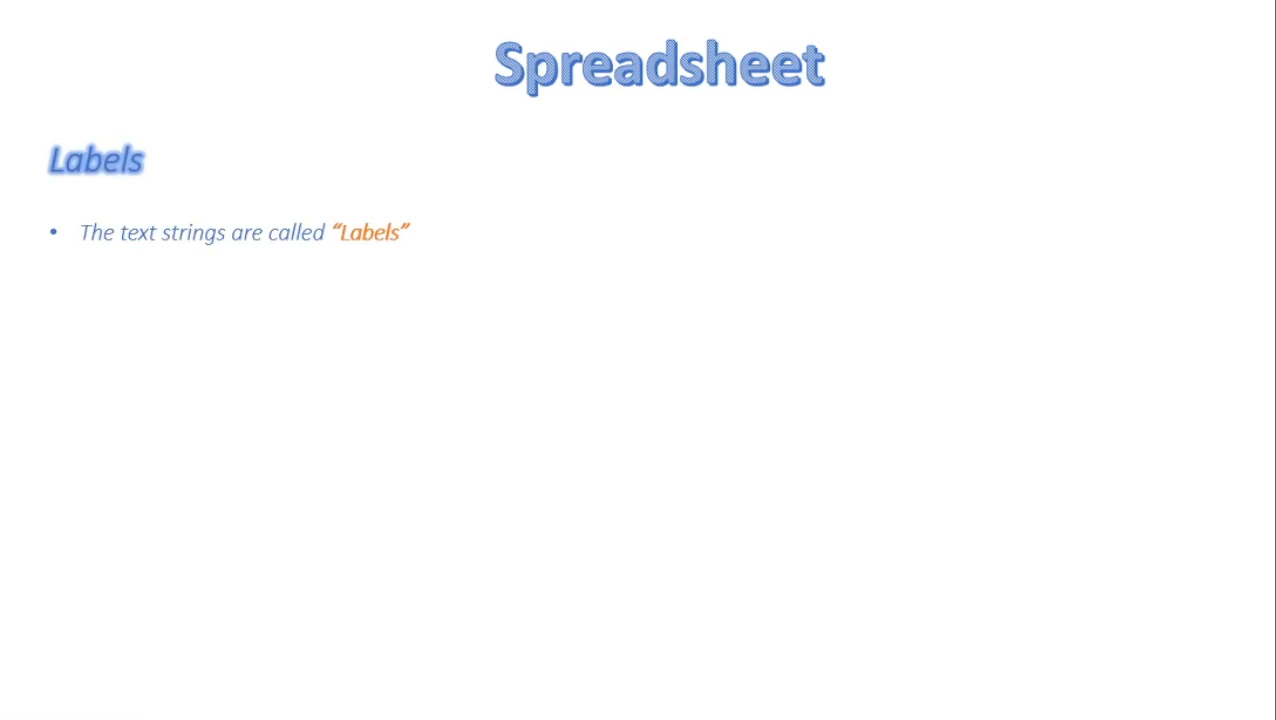 Spreadsheet
Labels
• The text strings are called “Labels”